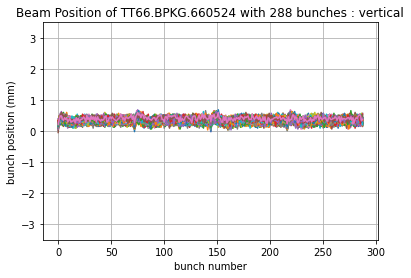 Beam Position of TT66.BPKG.660524 with 288 bunches : vertical
bunch position (mm)
3
2
1
0
−1
−2
−3
0 50 100 150 200 250 300
bunch number